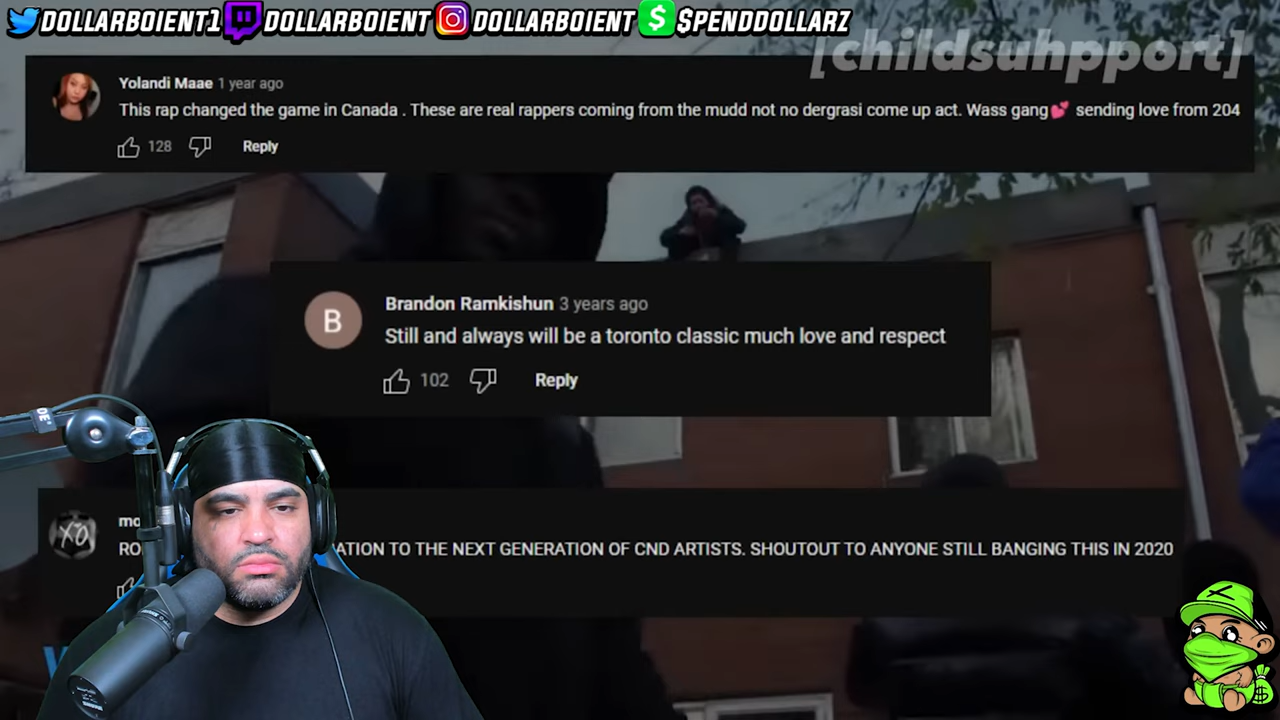 DOLLARBOIENT1 DOLLARBOIENT DOLLARBOIENT $ $PENDDOLLARZ
[childsuhpport]
Yolandi Maae 1 year ago
This rap changed the game in Canada . These are real rappers coming from the mudd not no dergrasi come up act. Wass gang💕 sending love from 204
128 Reply
B
Brandon Ramkishun 3 years ago
Still and always will be a toronto classic much love and respect
102 Reply
XO
TO THE NEXT GENERATION OF CND ARTISTS. SHOUTOUT TO ANYONE STILL BANGING THIS IN 2020